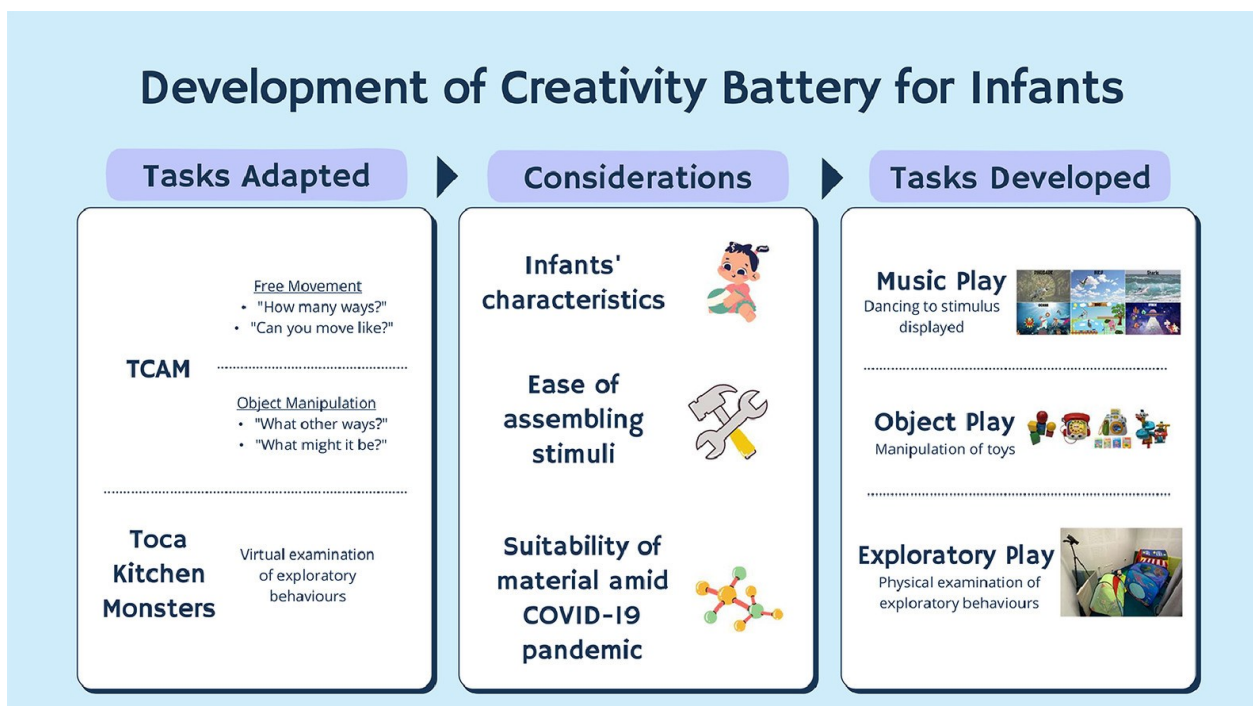 Development of Creativity Battery for Infants
Tasks Adapted
Considerations
Tasks Developed
TCAM
Free Movement
• "How many ways?"
• "Can you move like?"
Object Manipulation
• "What other ways?"
• "What might it be?"
Toca
Kitchen
Monsters
Virtual examination
of exploratory
behaviours
Infants'
characteristics
Ease of
assembling
stimuli
Suitability of
material amid
COVID-19
pandemic
Music Play
Dancing to stimulus
displayed
Object Play
Manipulation of toys
Exploratory Play
Physical examination of
exploratory behaviours